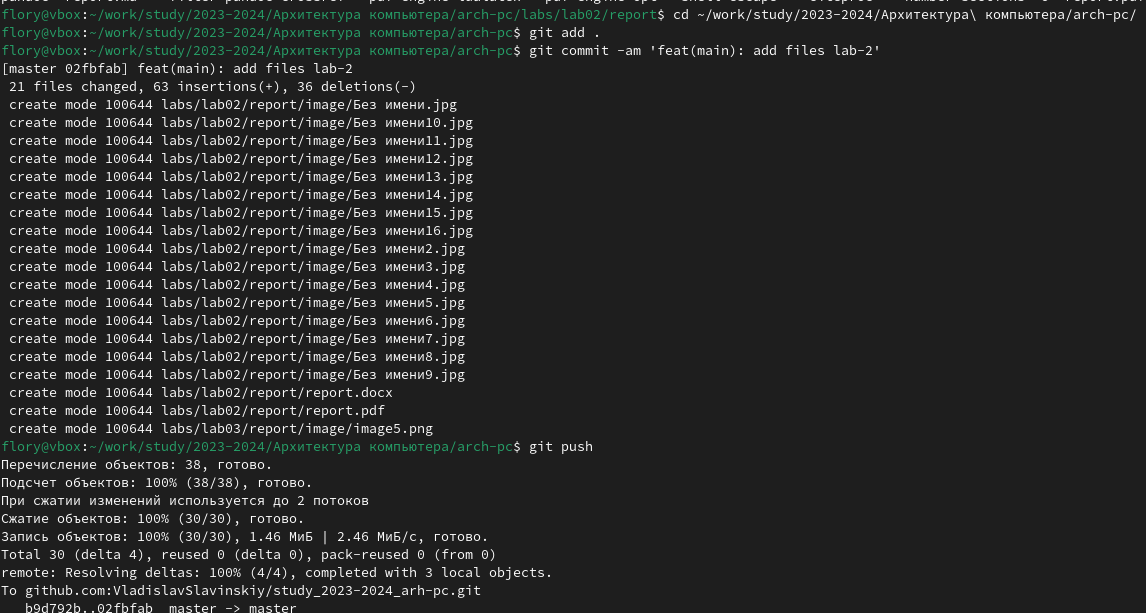 flory@vbox:~/work/study/2023-2024/Архитектура компьютера/arch-pc/labs/lab02/report$ cd ~/work/study/2023-2024/Архитектура\ компьютера/arch-pc/
flory@vbox:~/work/study/2023-2024/Архитектура компьютера/arch-pc$ git add .
flory@vbox:~/work/study/2023-2024/Архитектура компьютера/arch-pc$ git commit -am 'feat(main): add files lab-2'
[master 02fbfab] feat(main): add files lab-2
21 files changed, 63 insertions(+), 36 deletions(-)
create mode 100644 labs/lab02/report/image/Без имени.jpg
create mode 100644 labs/lab02/report/image/Без имени10.jpg
create mode 100644 labs/lab02/report/image/Без имени11.jpg
create mode 100644 labs/lab02/report/image/Без имени12.jpg
create mode 100644 labs/lab02/report/image/Без имени13.jpg
create mode 100644 labs/lab02/report/image/Без имени14.jpg
create mode 100644 labs/lab02/report/image/Без имени15.jpg
create mode 100644 labs/lab02/report/image/Без имени16.jpg
create mode 100644 labs/lab02/report/image/Без имени2.jpg
create mode 100644 labs/lab02/report/image/Без имени3.jpg
create mode 100644 labs/lab02/report/image/Без имени4.jpg
create mode 100644 labs/lab02/report/image/Без имени5.jpg
create mode 100644 labs/lab02/report/image/Без имени6.jpg
create mode 100644 labs/lab02/report/image/Без имени7.jpg
create mode 100644 labs/lab02/report/image/Без имени8.jpg
create mode 100644 labs/lab02/report/image/Без имени9.jpg
create mode 100644 labs/lab02/report/report.docx
create mode 100644 labs/lab02/report/report.pdf
create mode 100644 labs/lab03/report/image/image5.png
flory@vbox:~/work/study/2023-2024/Архитектура компьютера/arch-pc$ git push
Перечисление объектов: 38, готово.
Подсчет объектов: 100% (38/38), готово.
При сжатии изменений используется до 2 потоков
Сжатие объектов: 100% (30/30), готово.
Запись объектов: 100% (30/30), 1.46 МиБ | 2.46 МиБ/с, готово.
Total 30 (delta 4), reused 0 (delta 0), pack-reused 0 (from 0)
remote: Resolving deltas: 100% (4/4), completed with 3 local objects.
To github.com:VladislavSlavinskiy/study_2023-2024_arh-pc.git
b9d792b..02fbfab master -> master